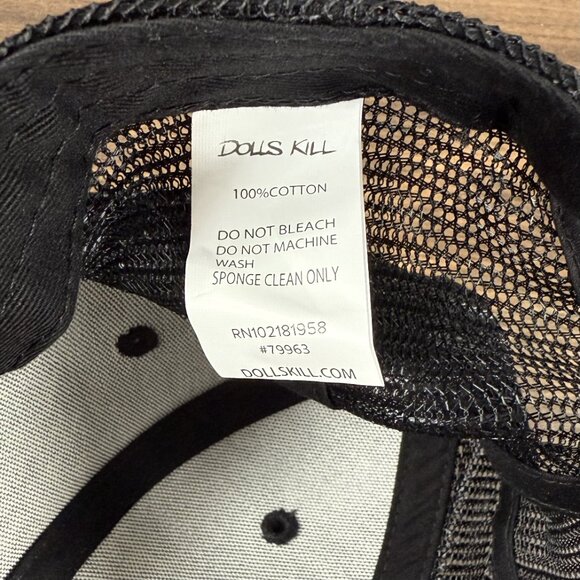 DOLLS KILL
100%COTTON
DO NOT BLEACH
DO NOT MACHINE
WASH
SPONGE CLEAN ONLY
RN102181958
#79963
DOLLSKILL.COM